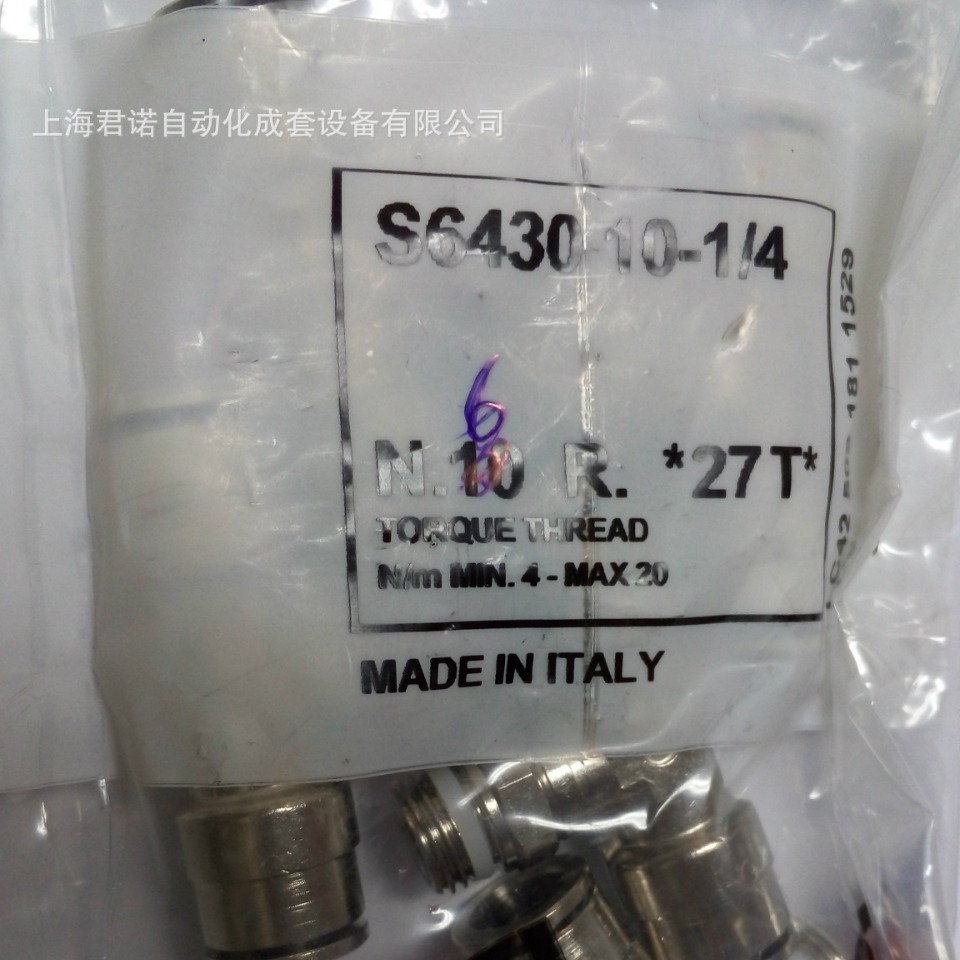 上海君诺自动化成套设备有限公司
S6430-10-1/4
6
N.10 R. *27T*
TORQUE THREAD
N/m MIN. 4 - MAX 20
MADE IN ITALY
181 1529